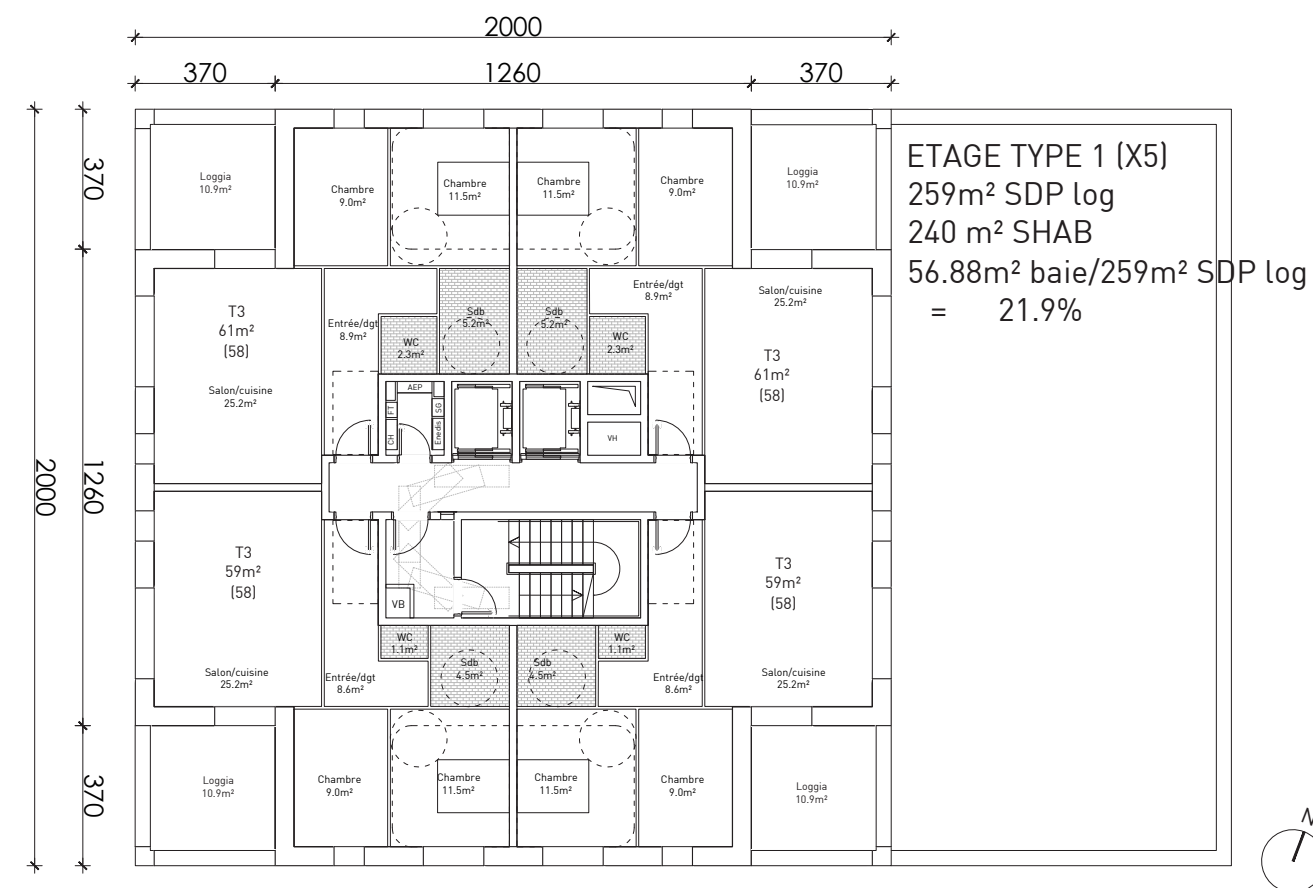 2000
370
1260
370
2000
370
1260
370
ETAGE TYPE 1 (X5)
259m² SDP log
240 m² SHAB
56.88m² baie/259m² SDP log
= 21.9%
Loggia
10.9m²
Chambre
9.0m²
Chambre
11.5m²
Chambre
11.5m²
Chambre
9.0m²
Loggia
10.9m²
T3
61m²
(58)
Salon/cuisine
25.2m²
Entrée/dgt
8.9m²
WC
2.3m²
Sdb
5.2m²
Sdb
5.2m²
WC
2.3m²
Entrée/dgt
8.9m²
Salon/cuisine
25.2m²
T3
61m²
(58)
AEP
FT
SG
CH
Enedis
VH
T3
59m²
(58)
Salon/cuisine
25.2m²
VB
WC
1.1m²
Entrée/dgt
8.6m²
Sdb
4.5m²
Sdb
4.5m²
WC
1.1m²
Entrée/dgt
8.6m²
T3
59m²
(58)
Salon/cuisine
25.2m²
Loggia
10.9m²
Chambre
9.0m²
Chambre
11.5m²
Chambre
11.5m²
Chambre
9.0m²
Loggia
10.9m²
N